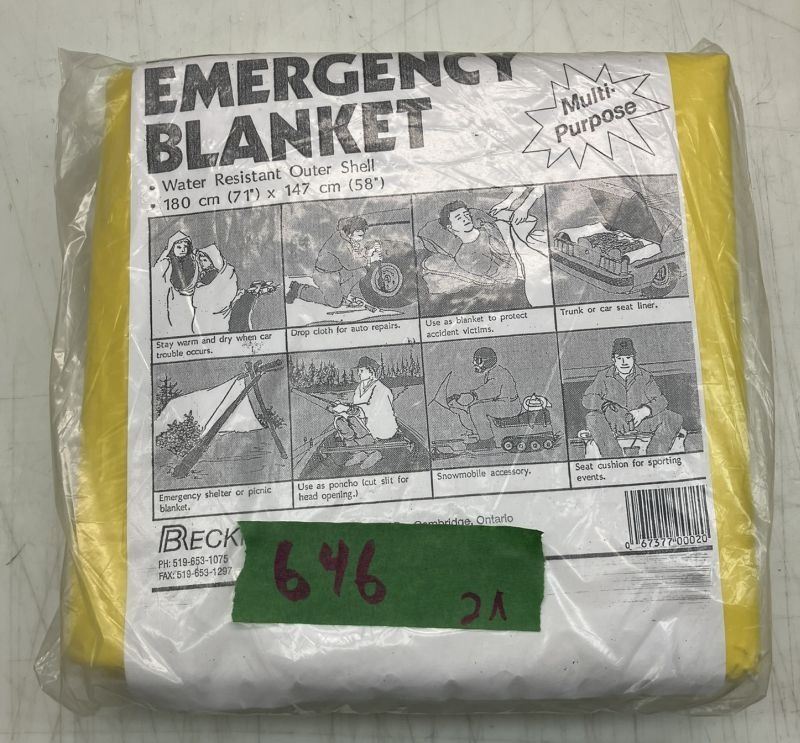 EMERGENCY
BLANKET
Multi-
Purpose
• Water Resistant Outer Shell
• 180 cm (71") x 147 cm (58")
Stay warm and dry when car
trouble occurs.
Drop cloth for auto repairs.
Use as blanket to protect
accident victims.
Trunk or car seat liner.
Emergency shelter or picnic
blanket.
Use as poncho (cut slit for
head opening.)
Snowmobile accessory.
Seat cushion for sporting
events.
Cambridge, Ontario
PH: 519-653-1075
FAX: 519-653-1297
0 67377 00020
646